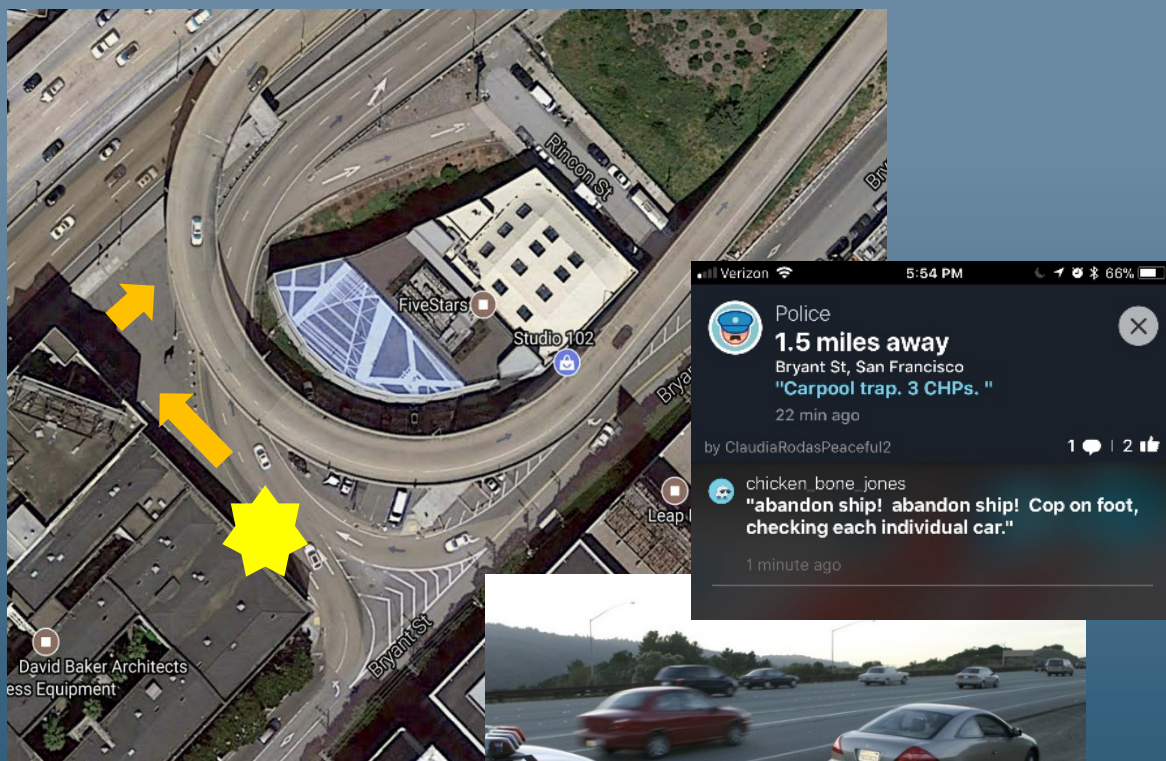 Rincon St
Bry
FiveStars
Studio 102
Brya
Leap
David Baker Architects
ess Equipment
Bryant St
Verizon
5:54 PM
66%
Police
1.5 miles away
Bryant St, San Francisco
"Carpool trap. 3 CHPs. "
22 min ago
by ClaudiaRodasPeaceful2
1
2
chicken_bone_jones
"abandon ship! abandon ship! Cop on foot,
checking each individual car."
1 minute ago